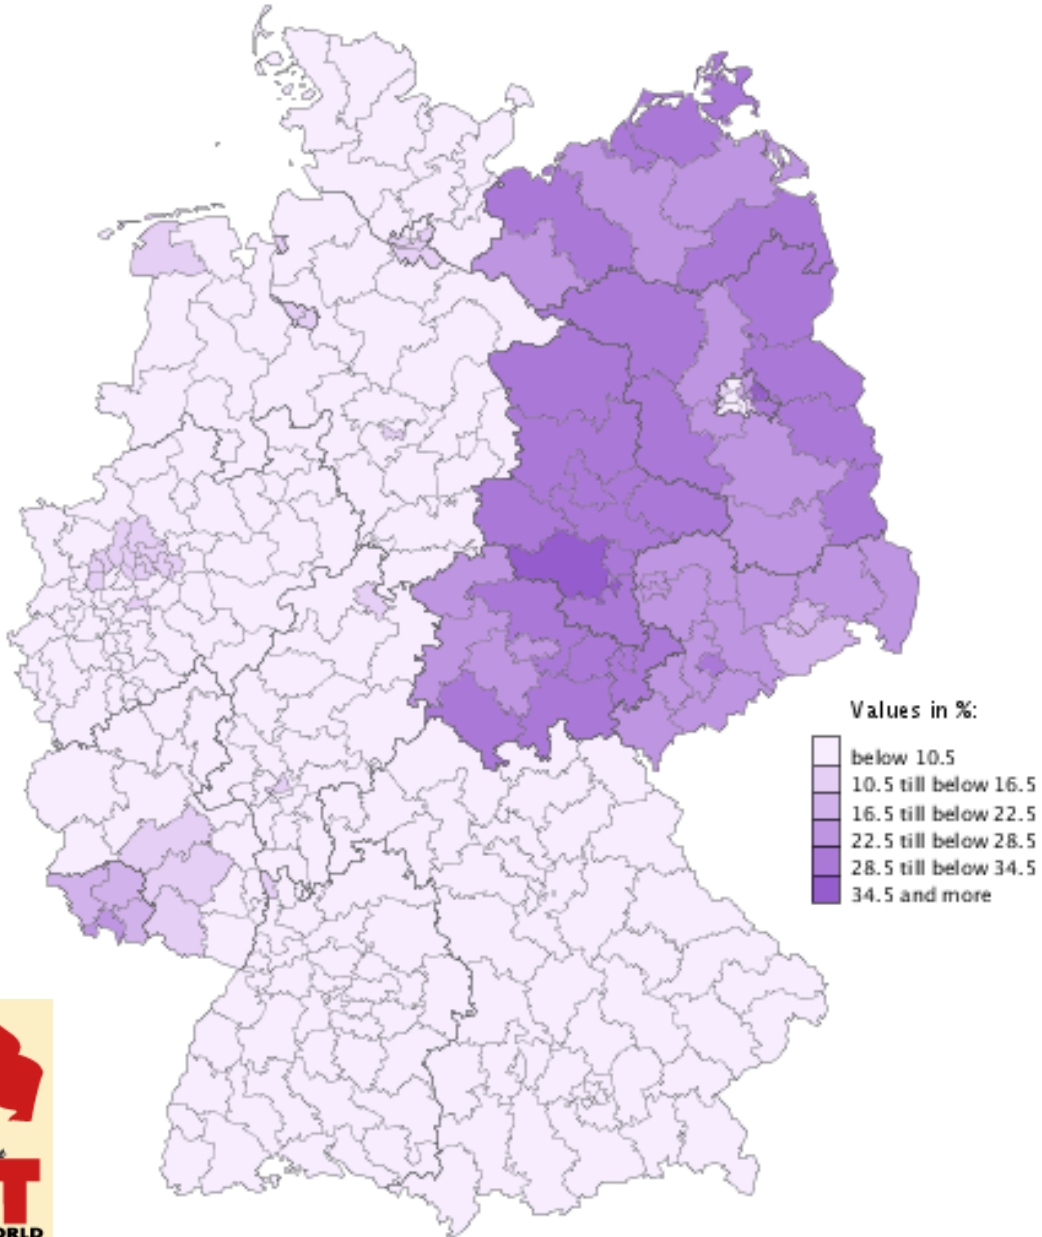 Values in %:
below 10.5
10.5 till below 16.5
16.5 till below 22.5
22.5 till below 28.5
28.5 till below 34.5
34.5 and more